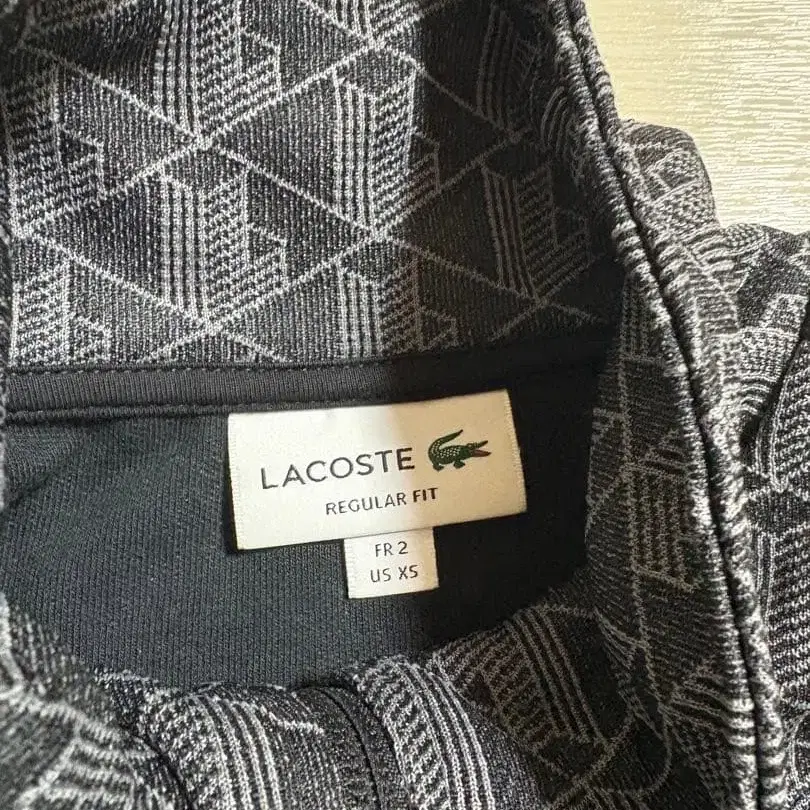 LACOSTE
REGULAR FIT
FR 2
US XS